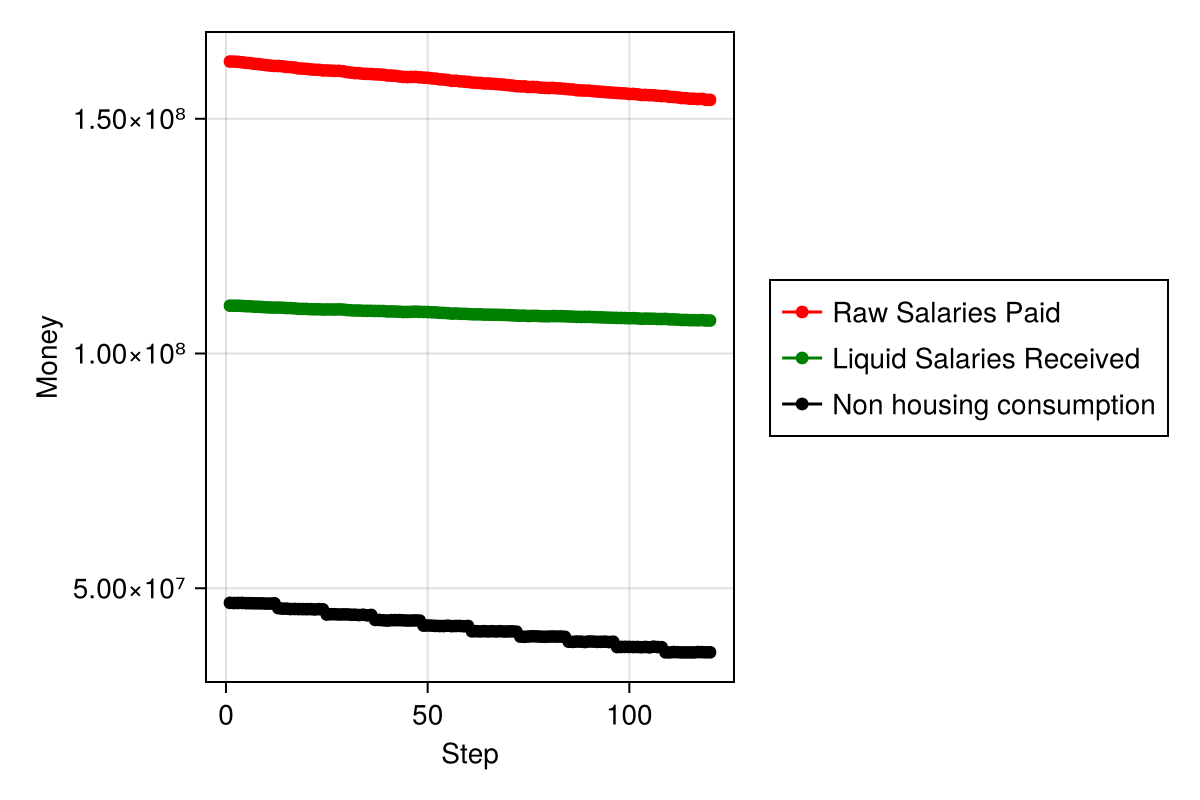 Money
1.50×10⁸
1.00×10⁸
5.00×10⁷
0
50
100
Step
Raw Salaries Paid
Liquid Salaries Received
Non housing consumption